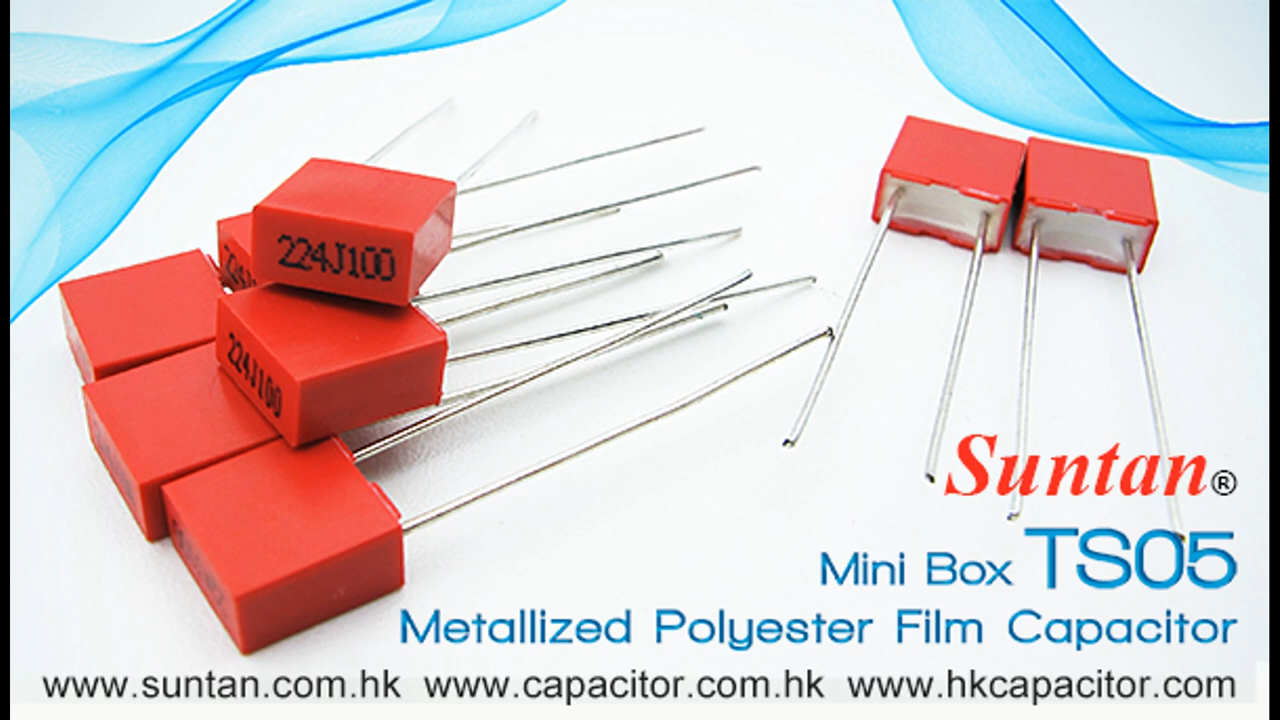 224J100
224J100
Suntan®
Mini Box TS05
Metallized Polyester Film Capacitor
www.suntan.com.hk www.capacitor.com.hk www.hkcapacitor.com